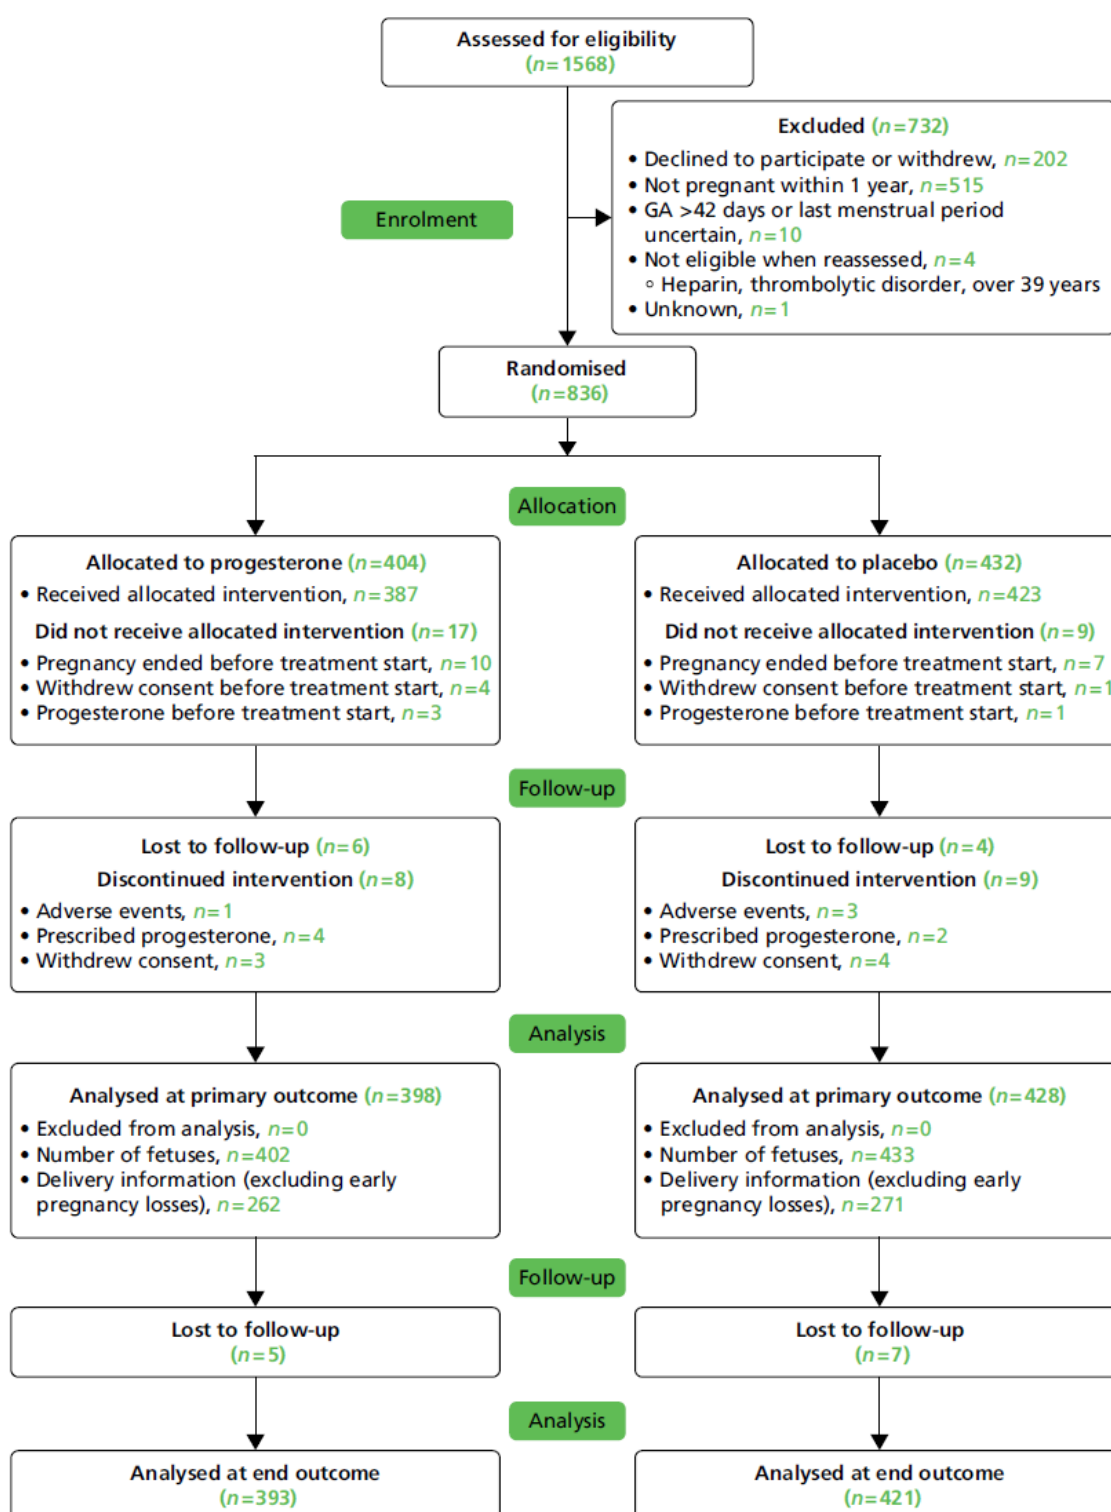 Assessed for eligibility
(n=1568)
Excluded (n=732)
• Declined to participate or withdrew, n=202
• Not pregnant within 1 year, n=515
• GA >42 days or last menstrual period
uncertain, n=10
• Not eligible when reassessed, n=4
◦ Heparin, thrombolytic disorder, over 39 years
• Unknown, n=1
Enrolment
Randomised
(n=836)
Allocation
Allocated to progesterone (n=404)
• Received allocated intervention, n=387
Did not receive allocated intervention (n=17)
• Pregnancy ended before treatment start, n=10
• Withdrew consent before treatment start, n=4
• Progesterone before treatment start, n=3
Allocated to placebo (n=432)
• Received allocated intervention, n=423
Did not receive allocated intervention (n=9)
• Pregnancy ended before treatment start, n=7
• Withdrew consent before treatment start, n=1
• Progesterone before treatment start, n=1
Follow-up
Lost to follow-up (n=6)
Discontinued intervention (n=8)
• Adverse events, n=1
• Prescribed progesterone, n=4
• Withdrew consent, n=3
Lost to follow-up (n=4)
Discontinued intervention (n=9)
• Adverse events, n=3
• Prescribed progesterone, n=2
• Withdrew consent, n=4
Analysis
Analysed at primary outcome (n=398)
• Excluded from analysis, n=0
• Number of fetuses, n=402
• Delivery information (excluding early
pregnancy losses), n=262
Analysed at primary outcome (n=428)
• Excluded from analysis, n=0
• Number of fetuses, n=433
• Delivery information (excluding early
pregnancy losses), n=271
Follow-up
Lost to follow-up
(n=5)
Lost to follow-up
(n=7)
Analysis
Analysed at end outcome
(n=393)
Analysed at end outcome
(n=421)